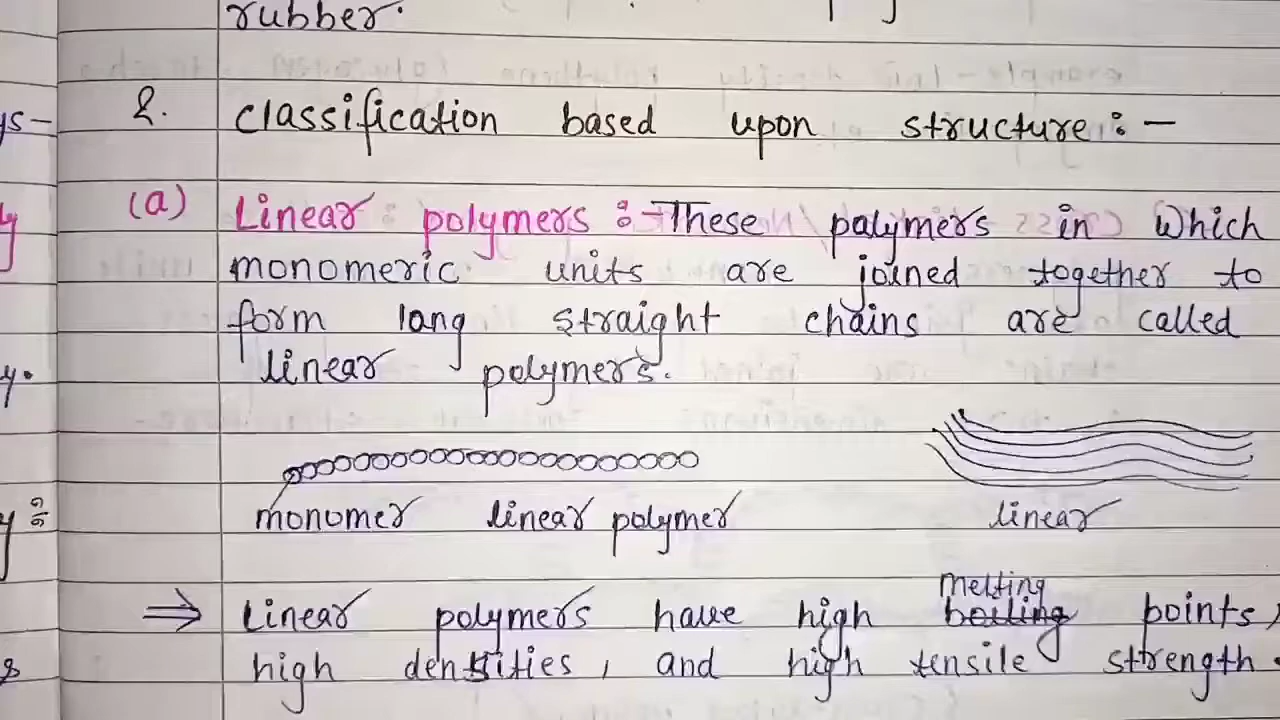 rubber.
2. classification based upon structure :-
(a) Linear polymers :- These polymers in which
monomeric units are joined together to
form lang straight chains are called
linear polymers.
monomer linear polymer linear
melting
⇒ Linear polymers have high boiling points,
high densities, and high tensile strength.